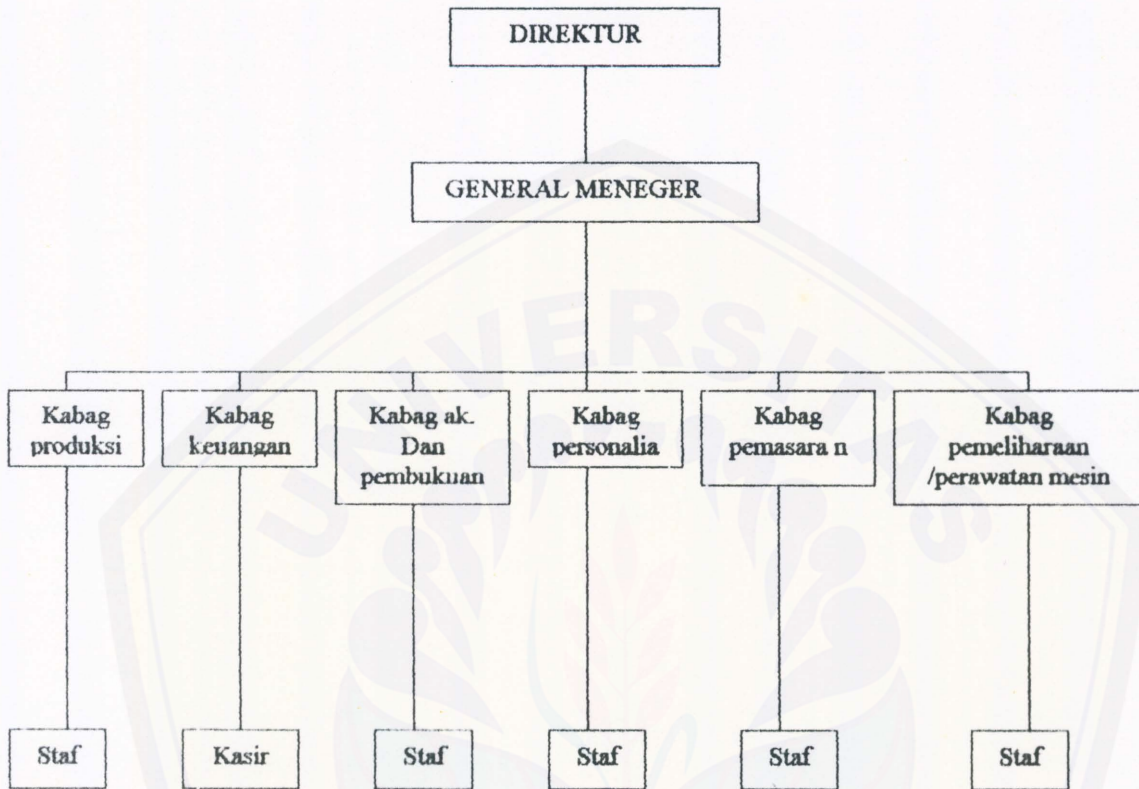 DIREKTUR
GENERAL MENEGER
Kabag
produksi
Kabag
keuangan
Kabag ak.
Dan
pembukuan
Kabag
personalia
Kabag
pemasara n
Kabag
pemeliharaan
/perawatan mesin
Staf
Kasir
Staf
Staf
Staf
Staf
UNIVERSITAS